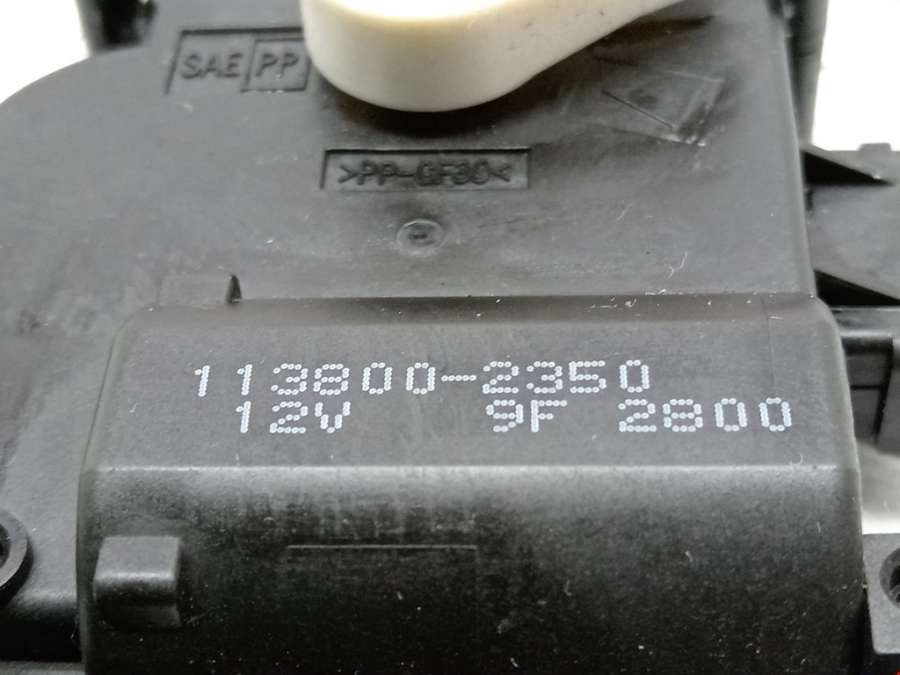 SAE PP
>PP-GF30<
113800-2350
12V 9F 2800